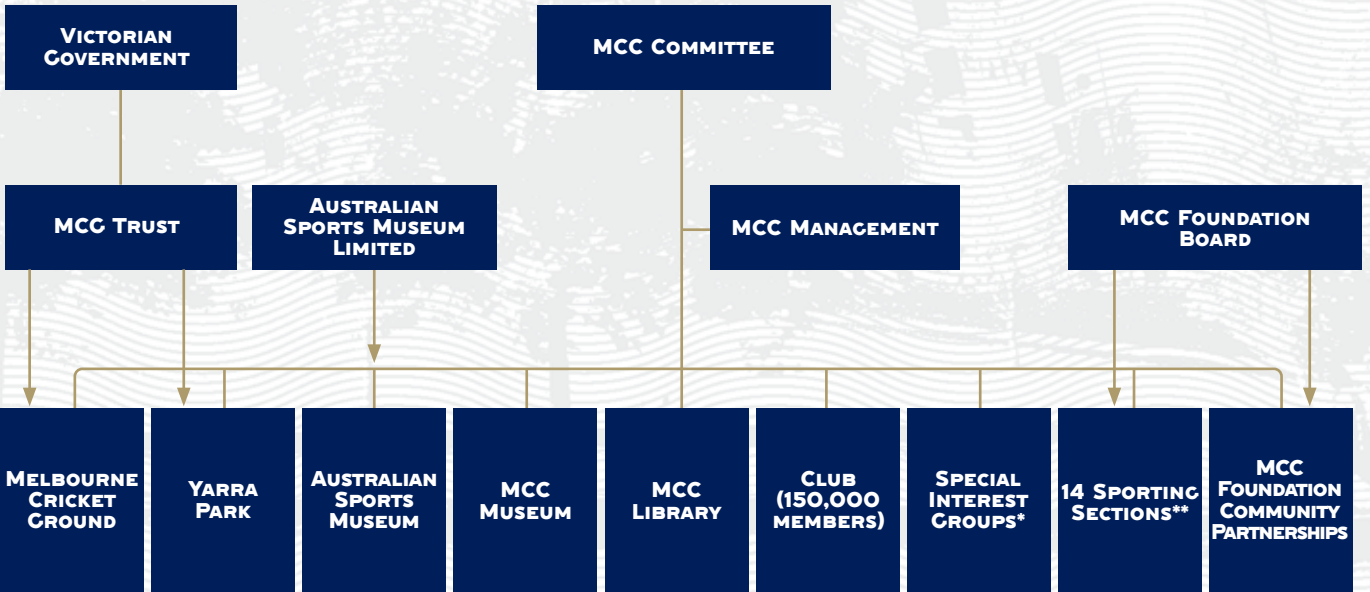 VICTORIAN
GOVERNMENT
MCC COMMITTEE
MCG TRUST
AUSTRALIAN
SPORTS MUSEUM
LIMITED
MCC MANAGEMENT
MCC FOUNDATION
BOARD
MELBOURNE
CRICKET
GROUND
YARRA
PARK
AUSTRALIAN
SPORTS
MUSEUM
MCC
MUSEUM
MCC
LIBRARY
CLUB
(150,000
MEMBERS)
SPECIAL
INTEREST
GROUPS*
14 SPORTING
SECTIONS**
MCC
FOUNDATION
COMMUNITY
PARTNERSHIPS